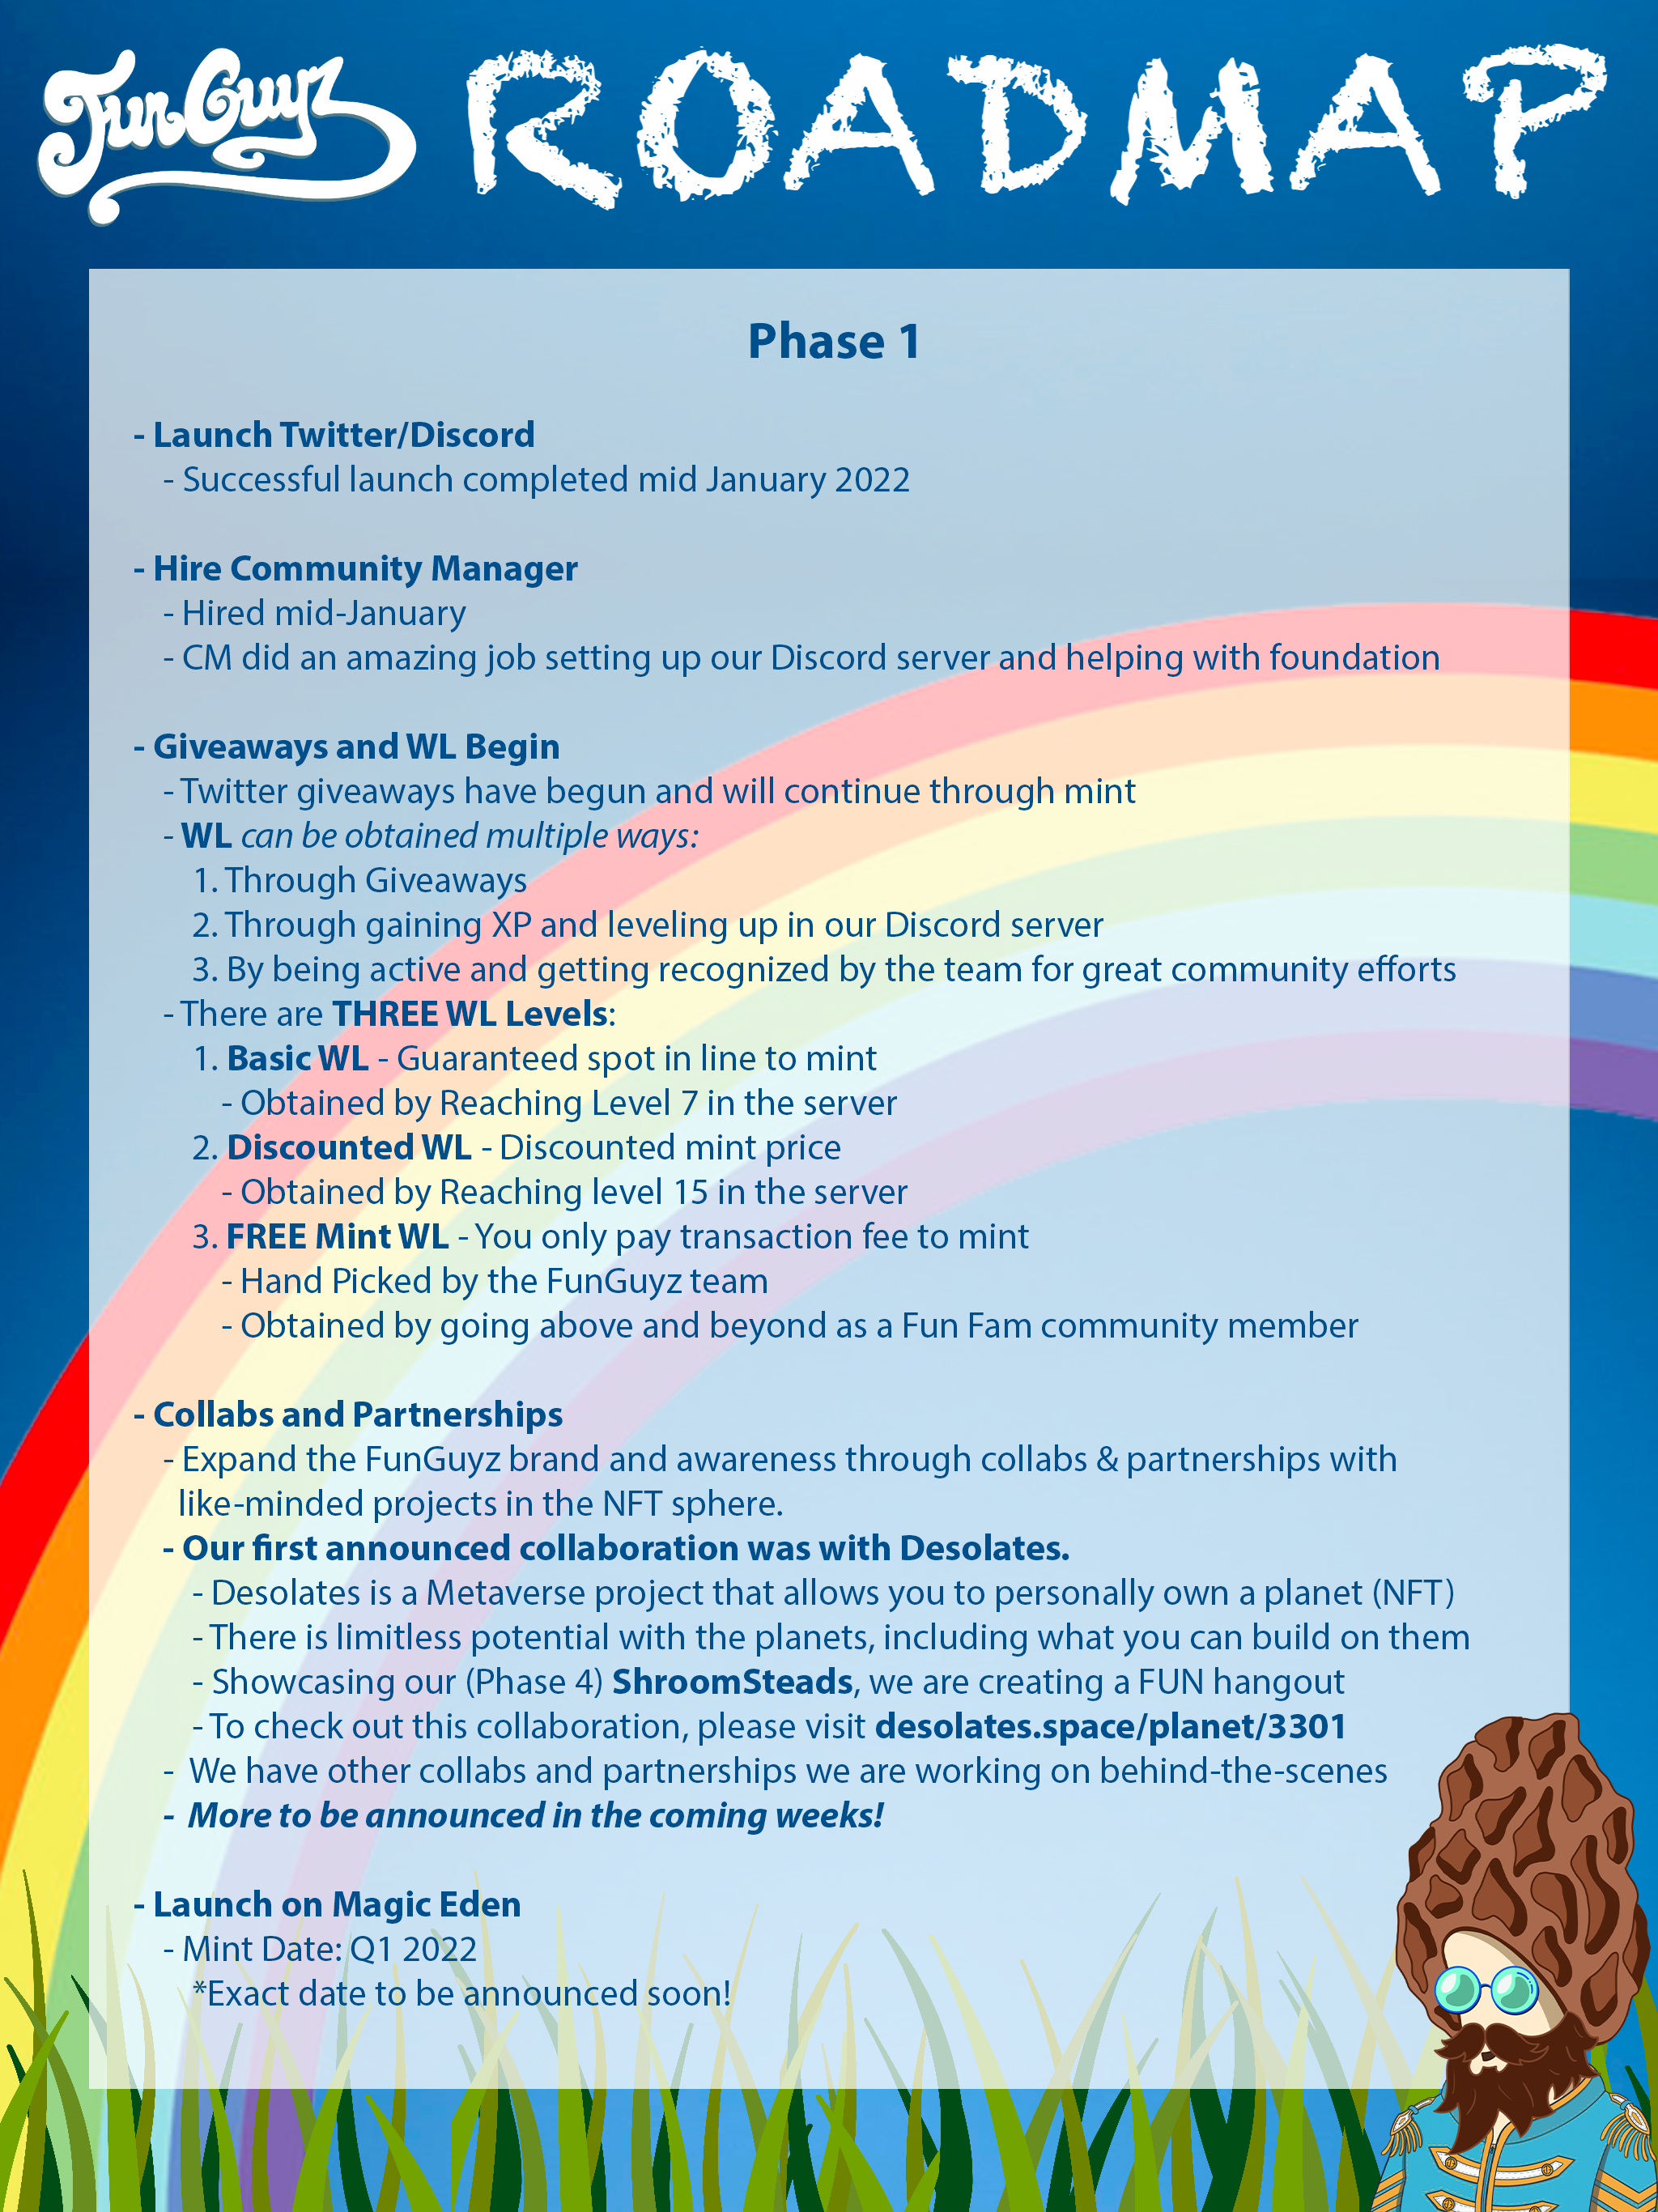 FunGuyz ROADMAP
Phase 1
- Launch Twitter/Discord
- Successful launch completed mid January 2022
- Hire Community Manager
- Hired mid-January
- CM did an amazing job setting up our Discord server and helping with foundation
- Giveaways and WL Begin
- Twitter giveaways have begun and will continue through mint
- WL can be obtained multiple ways:
1. Through Giveaways
2. Through gaining XP and leveling up in our Discord server
3. By being active and getting recognized by the team for great community efforts
- There are THREE WL Levels:
1. Basic WL - Guaranteed spot in line to mint
- Obtained by Reaching Level 7 in the server
2. Discounted WL - Discounted mint price
- Obtained by Reaching level 15 in the server
3. FREE Mint WL - You only pay transaction fee to mint
- Hand Picked by the FunGuyz team
- Obtained by going above and beyond as a Fun Fam community member
- Collabs and Partnerships
- Expand the FunGuyz brand and awareness through collabs & partnerships with
like-minded projects in the NFT sphere.
- Our first announced collaboration was with Desolates.
- Desolates is a Metaverse project that allows you to personally own a planet (NFT)
- There is limitless potential with the planets, including what you can build on them
- Showcasing our (Phase 4) ShroomSteads, we are creating a FUN hangout
- To check out this collaboration, please visit desolates.space/planet/3301
- We have other collabs and partnerships we are working on behind-the-scenes
- More to be announced in the coming weeks!
- Launch on Magic Eden
- Mint Date: Q1 2022
*Exact date to be announced soon!